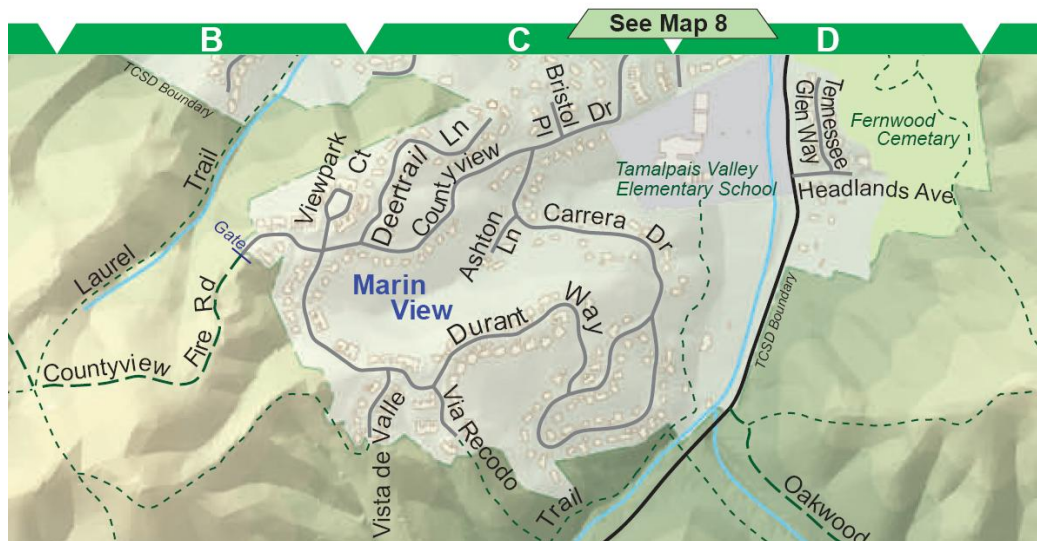 See Map 8
B
C
D
TCSD Boundary
Trail
Laurel
Gate
Countyview
Fire Rd
Viewpark
Ct
Deertrail
Ln
Countyview
Dr
Bristol
Pl
Ashton
Ln
Carrera
Dr
Marin
View
Durant
Way
Vista de Valle
Via Recodo
Trail
Tamalpais Valley
Elementary School
Tennessee
Glen Way
Fernwood
Cemetary
Headlands Ave
TCSD Boundary
Oakwood